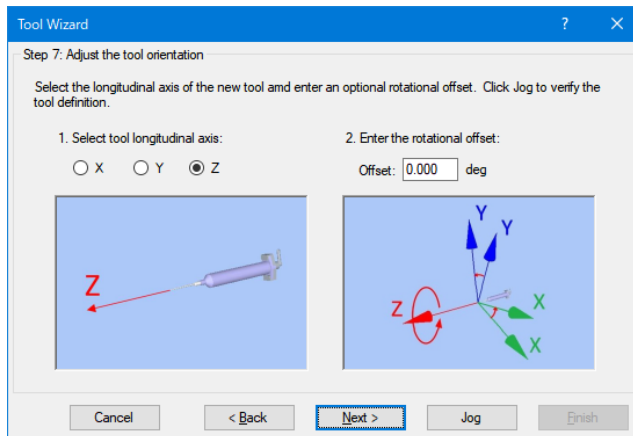 Tool Wizard ? ×
Step 7: Adjust the tool orientation
Select the longitudinal axis of the new tool amd enter an optional rotational offset. Click Jog to verify the
tool definition.
1. Select tool longitudinal axis:
X Y Z
2. Enter the rotational offset:
Offset: 0.000 deg
Z
Y
Y
Z
X
X
Cancel < Back Next > Jog Finish